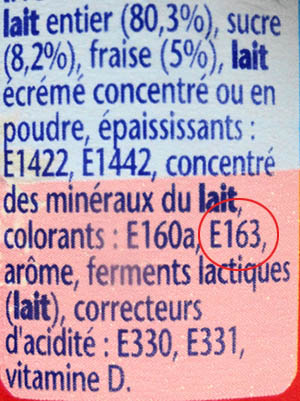 lait entier (80,3%), sucre
(8,2%), fraise (5%), lait
écrémé concentré ou en
poudre, épaississants :
E1422, E1442, concentré
des minéraux du lait,
colorants : E160a, E163,
arôme, ferments lactiques
(lait), correcteurs
d'acidité : E330, E331,
vitamine D.